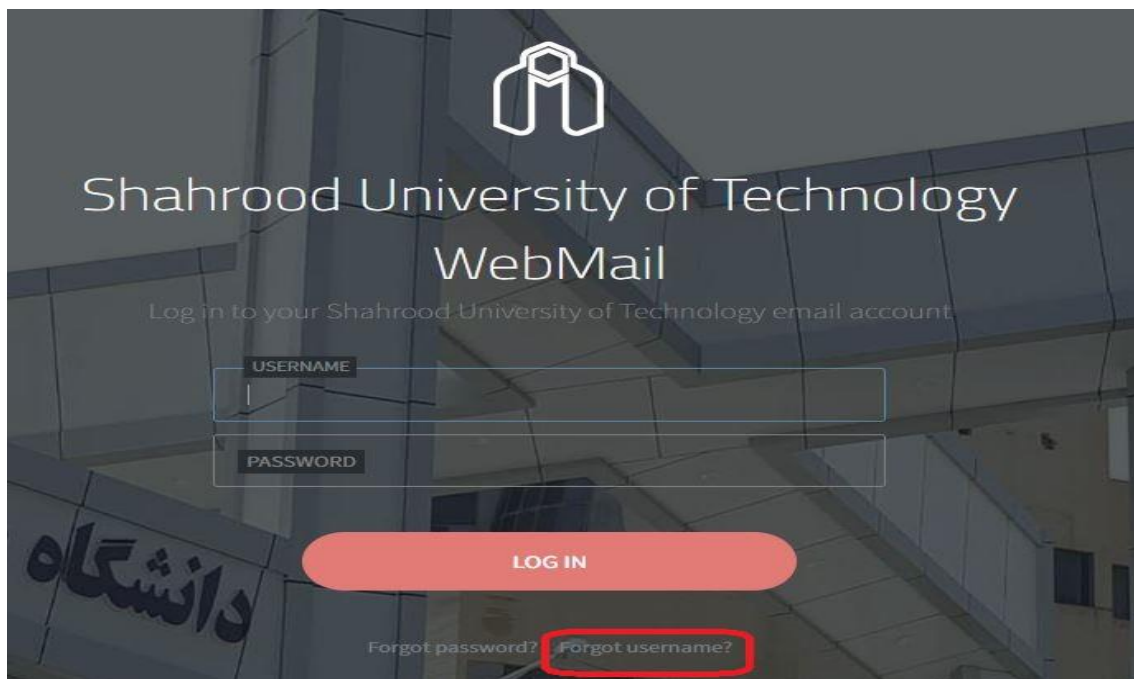 Shahrood University of Technology
WebMail
Log in to your Shahrood University of Technology email account
USERNAME
PASSWORD
LOG IN
دانشگاه
Forgot password? Forgot username?